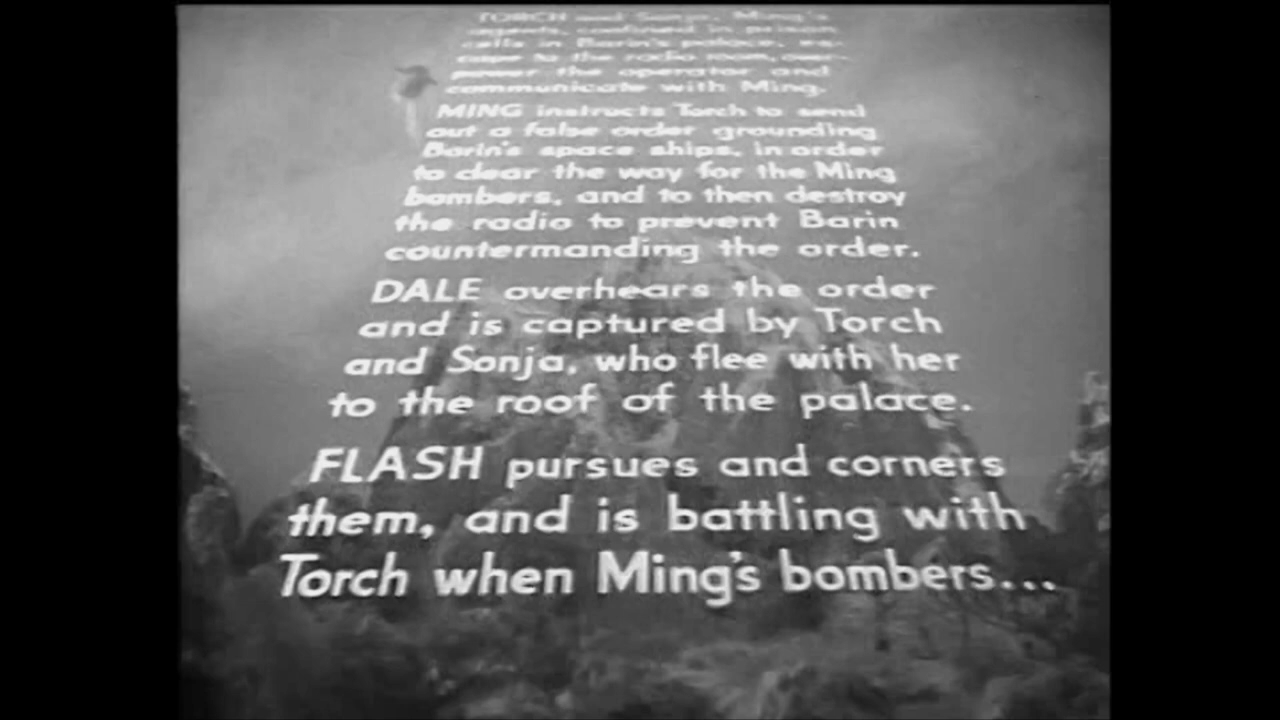 TORCH and Sonja, Ming's
agents, confined in prison
cells in Barin's palace, es-
cape to the radio room, over-
power the operator and
communicate with Ming.
MING instructs Torch to send
out a false order grounding
Barin's space ships, in order
to clear the way for the Ming
bombers, and to then destroy
the radio to prevent Barin
countermanding the order.
DALE overhears the order
and is captured by Torch
and Sonja, who flee with her
to the roof of the palace.
FLASH pursues and corners
them, and is battling with
Torch when Ming's bombers...